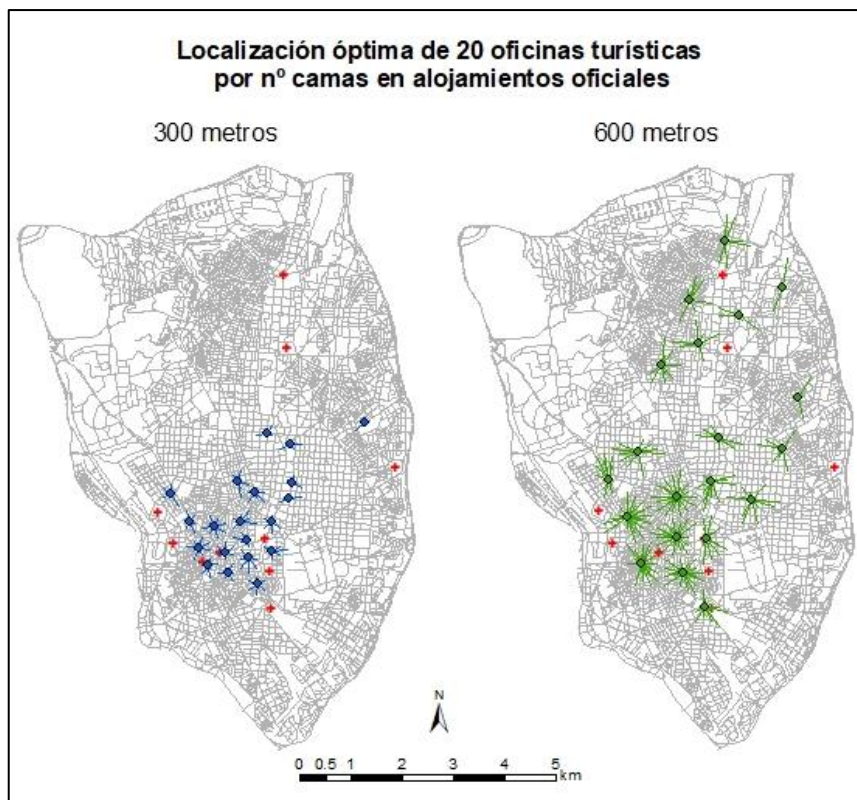 Localización óptima de 20 oficinas turísticas
por nº camas en alojamientos oficiales
300 metros
600 metros
N
0 0.5 1 2 3 4 5
km